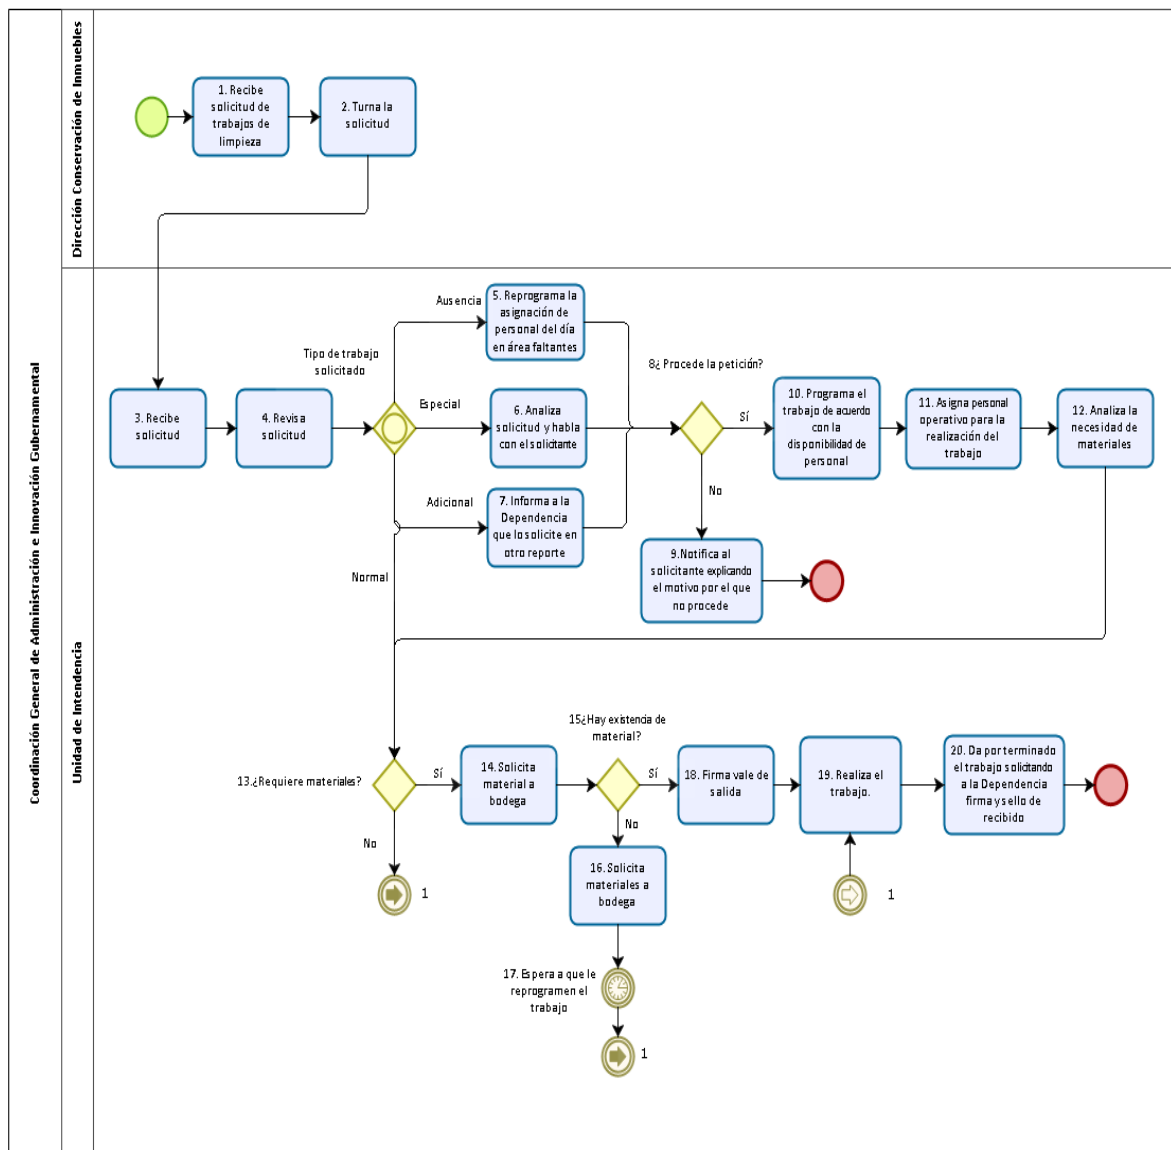 Coordinación General de Administración e Innovación Gubernamental
Dirección Conservación de Inmuebles
1. Recibe
solicitud de
trabajos de
limpieza
2. Turna la
solicitud
Unidad de Intendencia
3. Recibe
solicitud
4. Revisa
solicitud
Tipo de trabajo
solicitado
Ausencia
5. Reprograma la
asignación de
personal del día
en área faltantes
Especial
6. Analiza
solicitud y habla
con el solicitante
Adicional
7. Informa a la
Dependencia
que lo solicite en
otro reporte
Normal
8¿ Procede la petición?
Sí
No
9.Notifica al
solicitante explicando
el motivo por el que
no procede
10. Programa el
trabajo de acuerdo
con la
disponibilidad de
personal
11. Asigna personal
operativo para la
realización del
trabajo
12. Analiza la
necesidad de
materiales
13.¿Requiere materiales?
Sí
No
1
14. Solicita
material a
bodega
15¿Hay existencia de
material?
Sí
No
16. Solicita
materiales a
bodega
17. Espera a que le
reprogramen el
trabajo
1
18. Firma vale de
salida
19. Realiza el
trabajo.
1
20. Da por terminado
el trabajo solicitando
a la Dependencia
firma y sello de
recibido